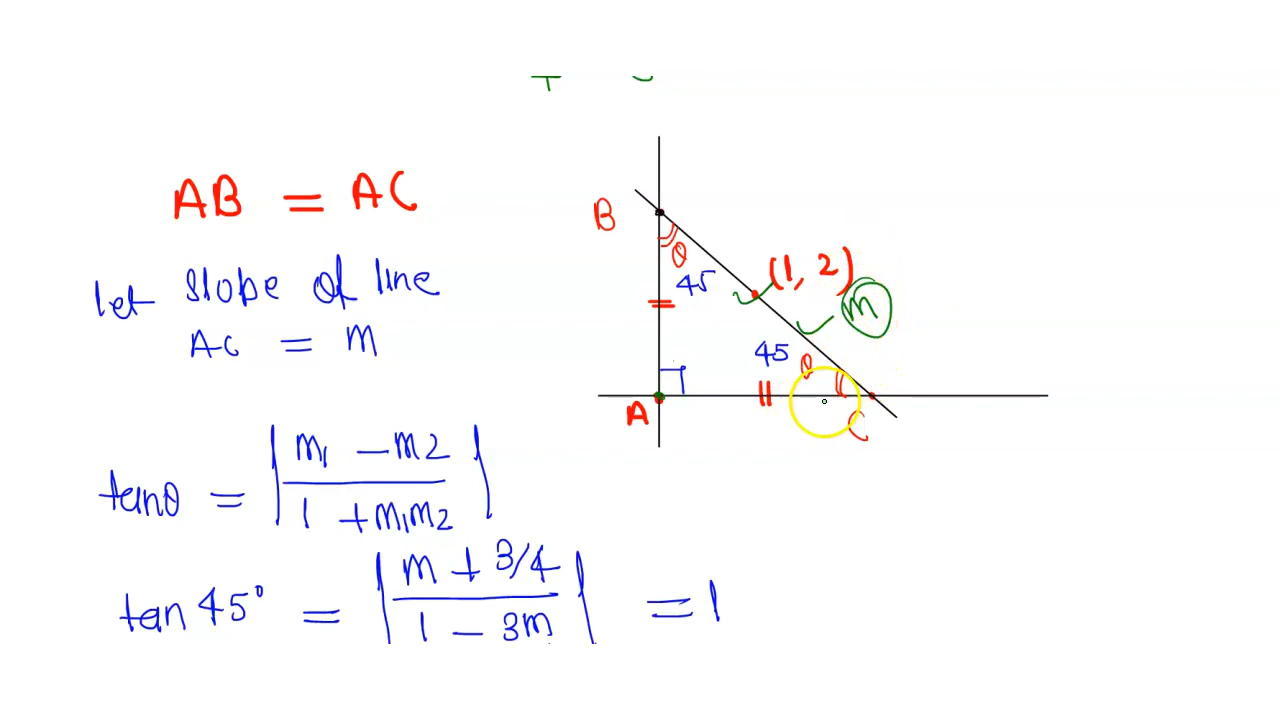 AB = AC
let slope of line
AC = m
B
θ
45
(1, 2)
m
45
θ
A
C
tanθ = | m1 - m2 / 1 + m1m2 |
tan 45° = | m + 3/4 / 1 - 3m | = 1